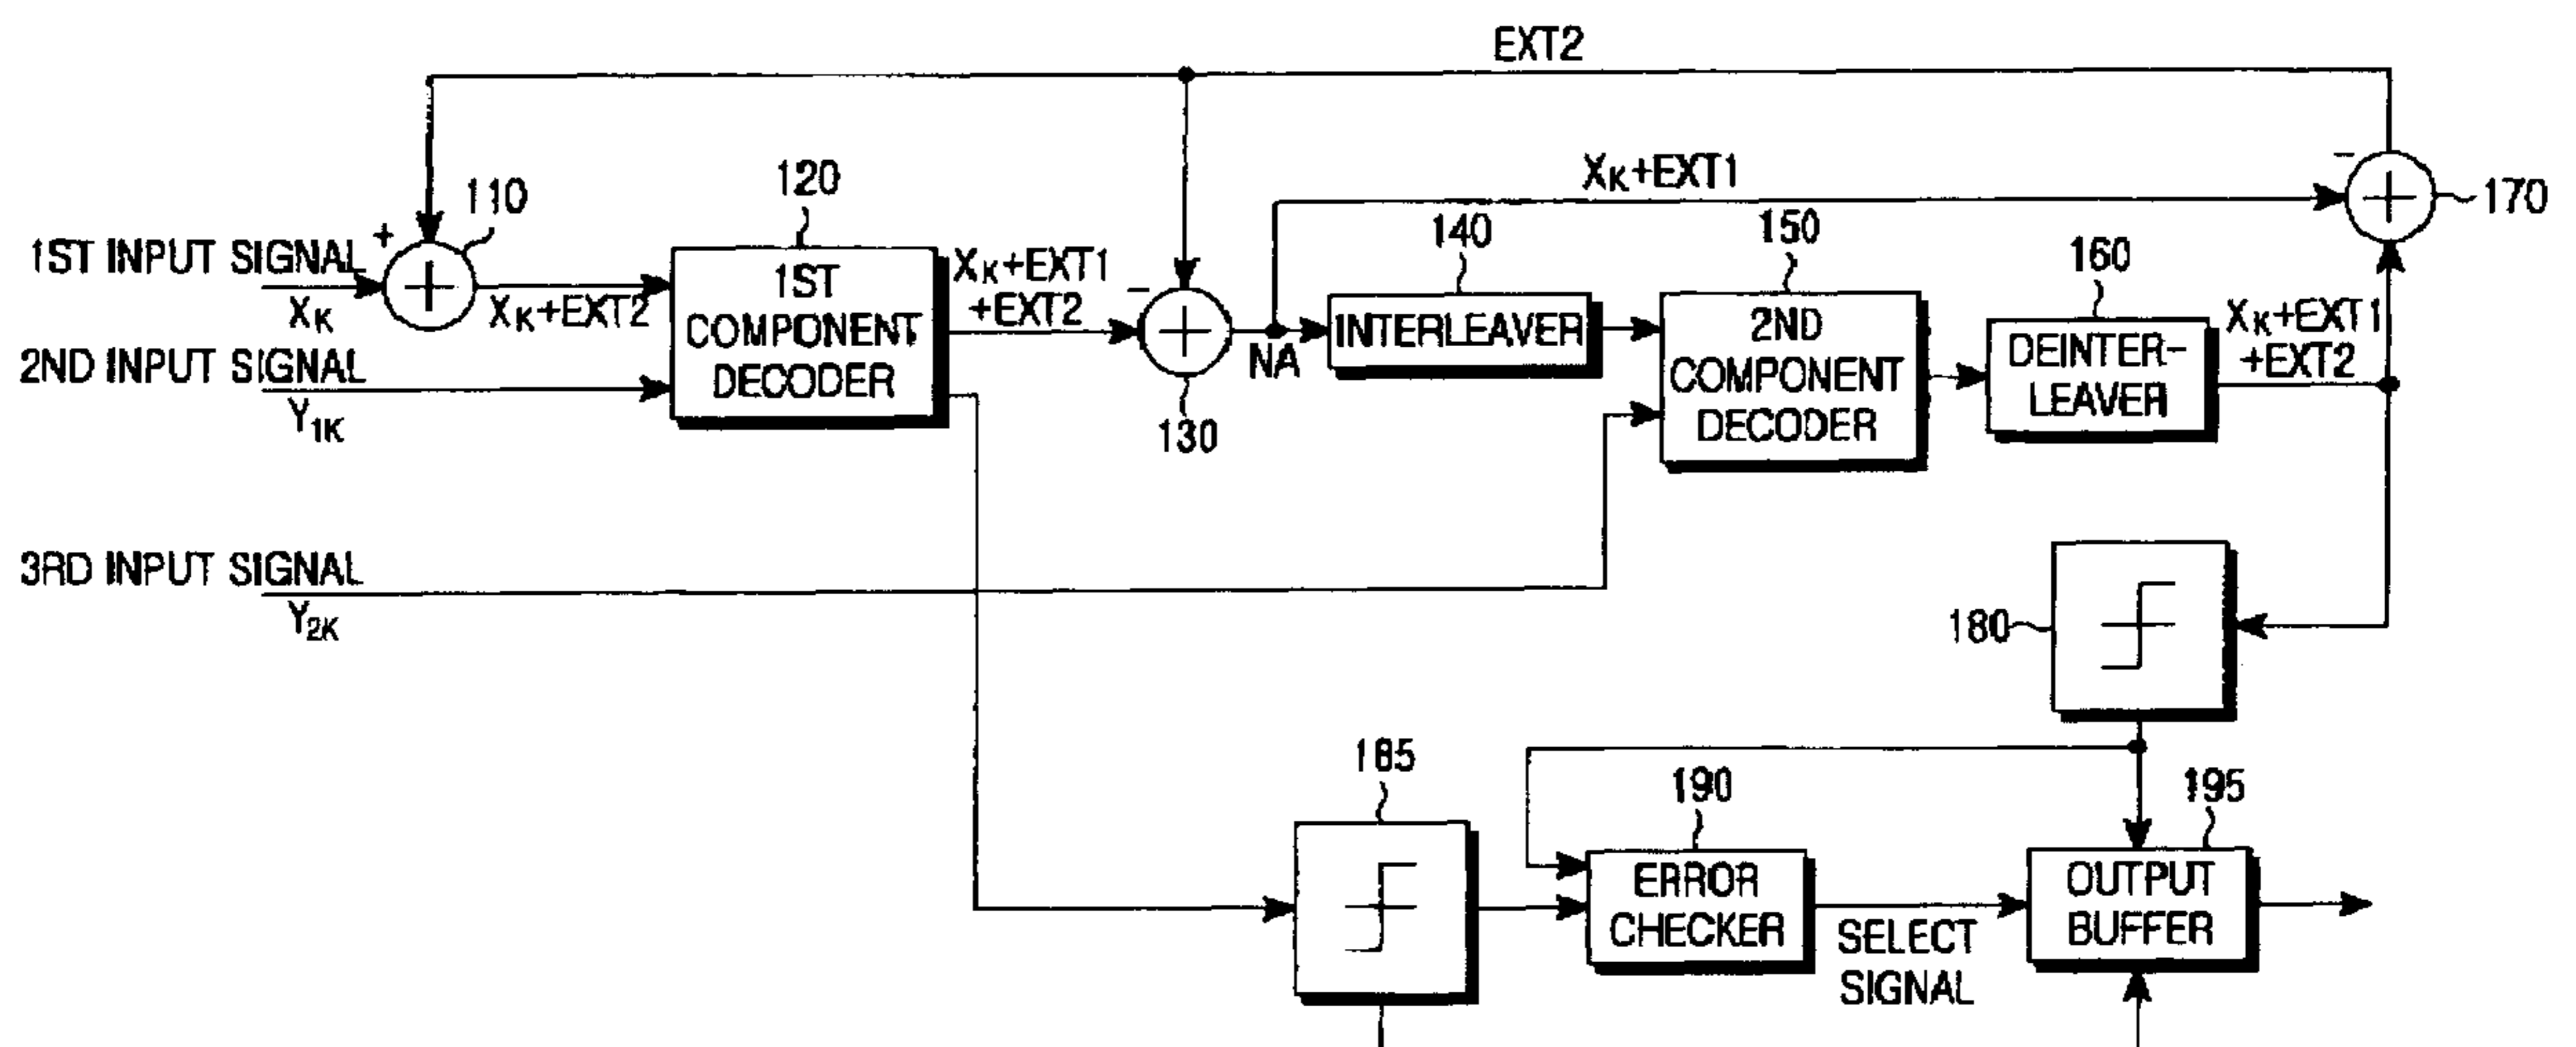 EXT2
120
110
1ST INPUT SIGNAL
+
XK
XK+EXT2
1ST
COMPONENT
DECODER
XK+EXT1
+EXT2
-
130
NA
XK+EXT1
-
170
140
INTERLEAVER
150
2ND
COMPONENT
DECODER
160
DEINTER-
LEAVER
XK+EXT1
+EXT2
2ND INPUT SIGNAL
Y1K
3RD INPUT SIGNAL
Y2K
180
185
190
ERROR
CHECKER
SELECT
SIGNAL
195
OUTPUT
BUFFER